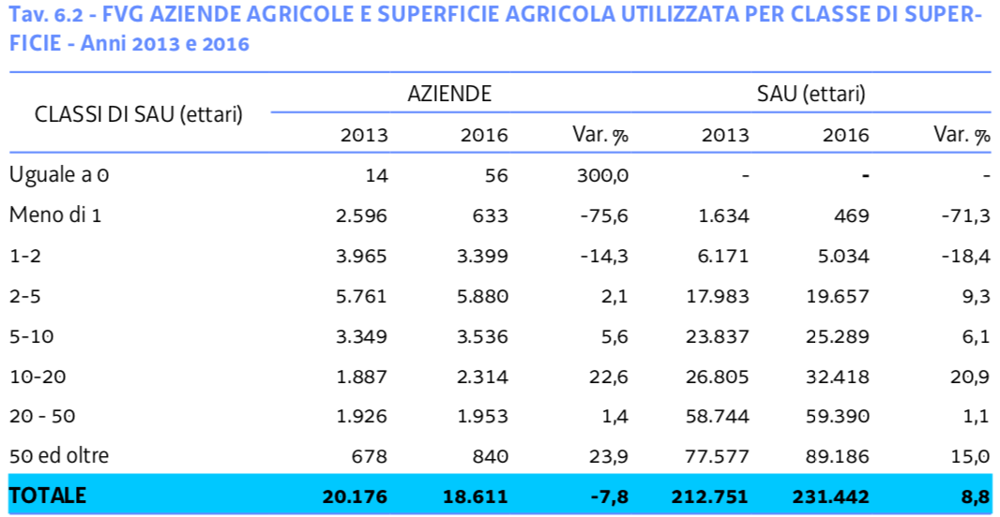 Tav. 6.2 - FVG AZIENDE AGRICOLE E SUPERFICIE AGRICOLA UTILIZZATA PER CLASSE DI SUPER-
FICIE - Anni 2013 e 2016
CLASSI DI SAU (ettari) AZIENDE SAU (ettari)
2013 2016 Var. % 2013 2016 Var. %
Uguale a 0 14 56 300,0 - - -
Meno di 1 2.596 633 -75,6 1.634 469 -71,3
1-2 3.965 3.399 -14,3 6.171 5.034 -18,4
2-5 5.761 5.880 2,1 17.983 19.657 9,3
5-10 3.349 3.536 5,6 23.837 25.289 6,1
10-20 1.887 2.314 22,6 26.805 32.418 20,9
20 - 50 1.926 1.953 1,4 58.744 59.390 1,1
50 ed oltre 678 840 23,9 77.577 89.186 15,0
TOTALE 20.176 18.611 -7,8 212.751 231.442 8,8